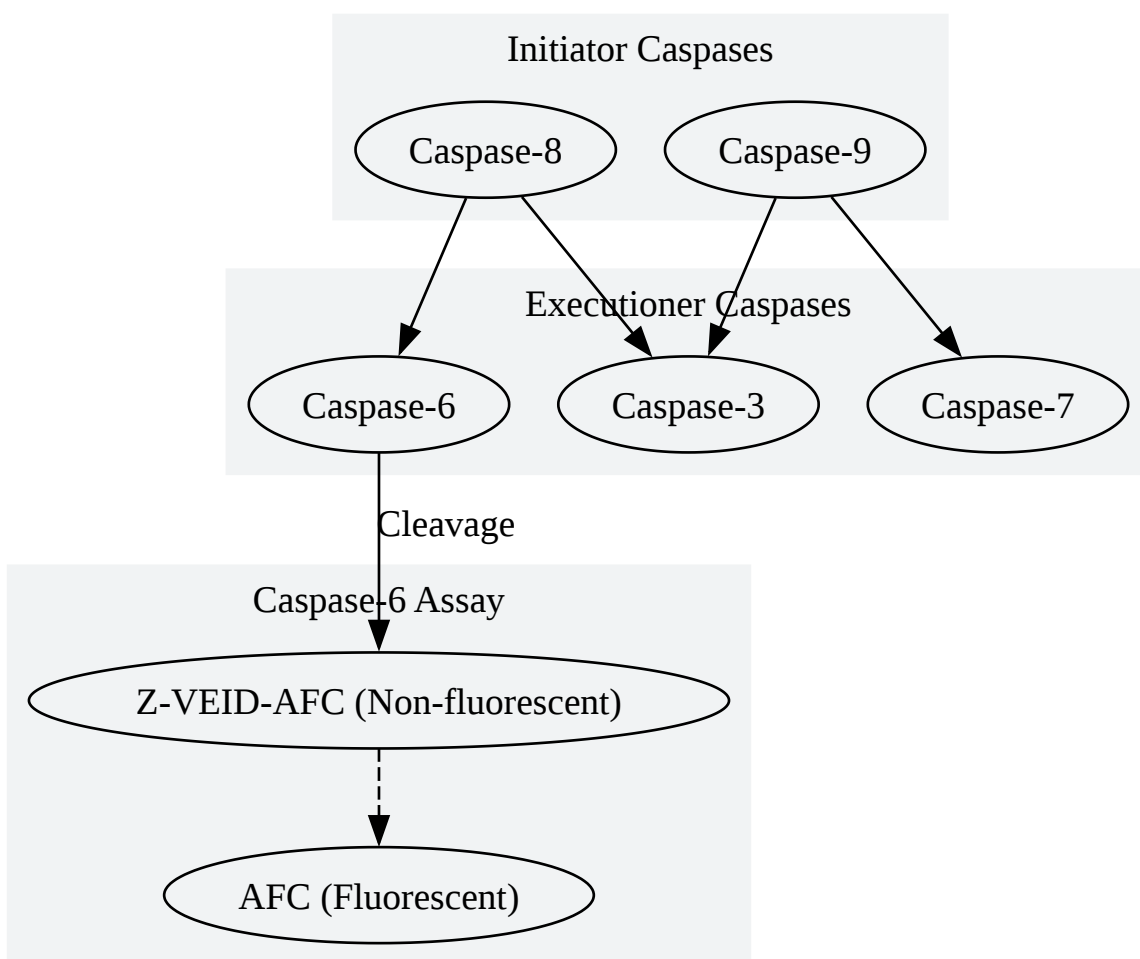 Initiator Caspases
Caspase-8
Caspase-9
Executioner Caspases
Caspase-6
Caspase-3
Caspase-7
Cleavage
Caspase-6 Assay
Z-VEID-AFC (Non-fluorescent)
AFC (Fluorescent)